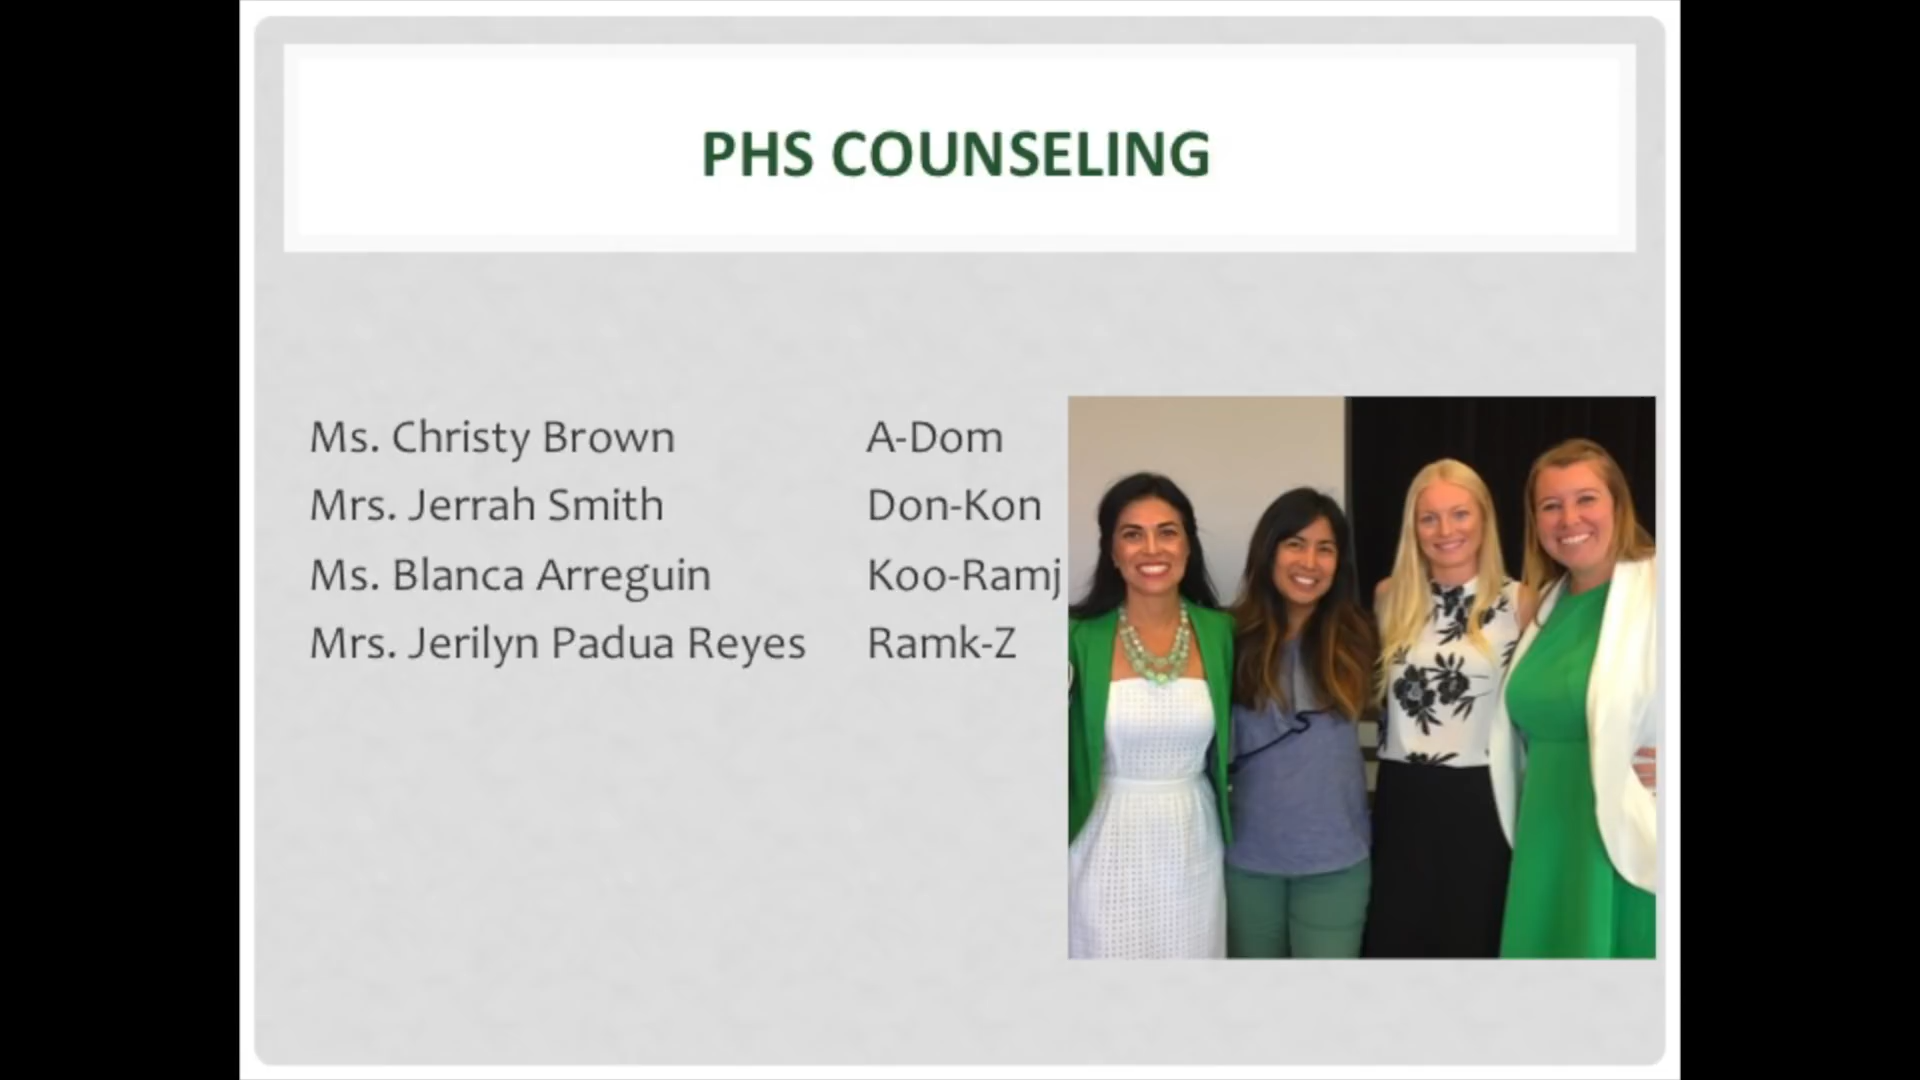 PHS COUNSELING
Ms. Christy Brown A-Dom
Mrs. Jerrah Smith Don-Kon
Ms. Blanca Arreguin Koo-Ramj
Mrs. Jerilyn Padua Reyes Ramk-Z